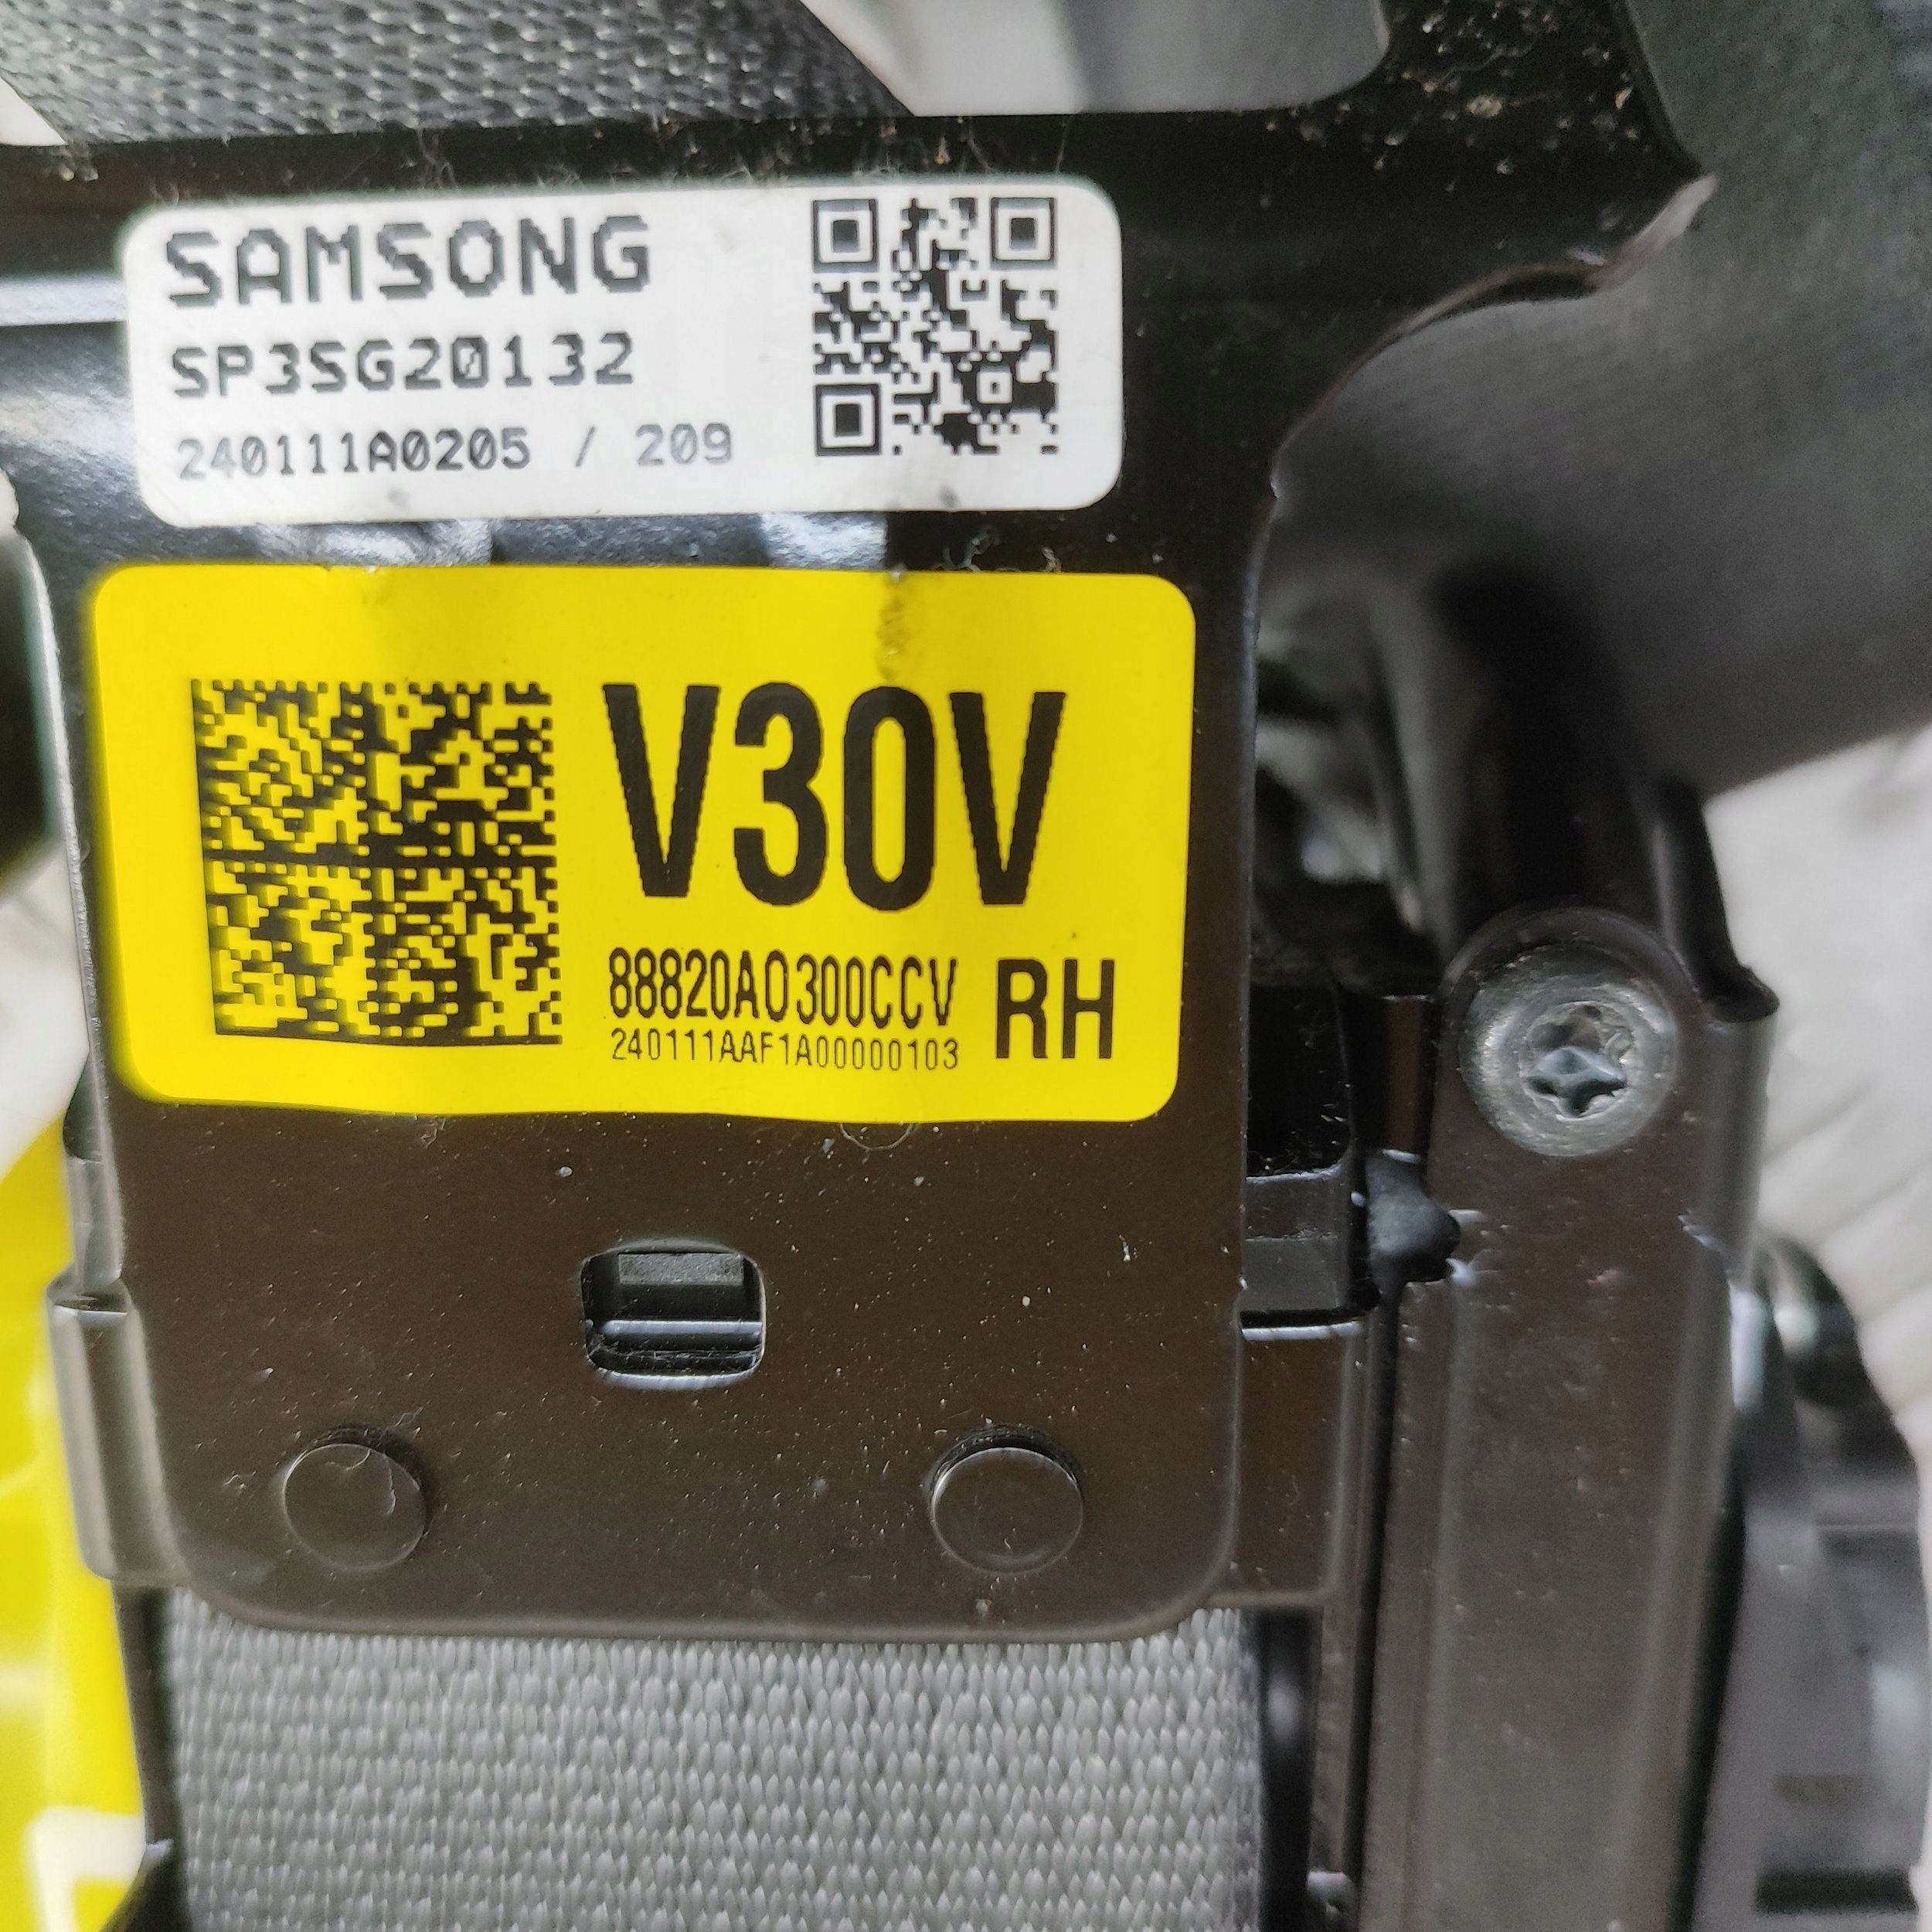 SAMSONG
SP3SG20132
240111A0205 / 209
V30V
88820AO300CCV RH
240111AAF1A00000103